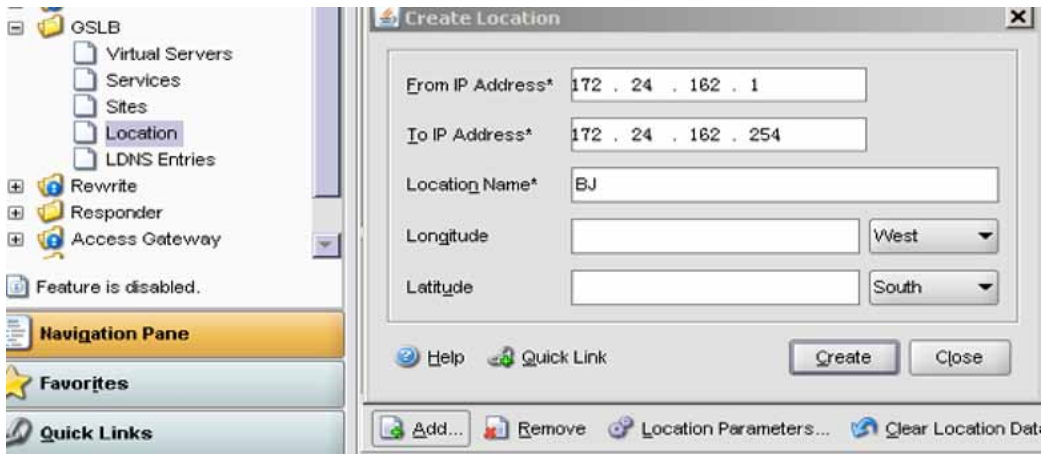 GSLB
Virtual Servers
Services
Sites
Location
LDNS Entries
Rewrite
Responder
Access Gateway
Feature is disabled.
Navigation Pane
Favorites
Quick Links
Create Location
From IP Address* 172 . 24 . 162 . 1
To IP Address* 172 . 24 . 162 . 254
Location Name* BJ
Longitude West
Latitude South
Help Quick Link Create Close
Add... Remove Location Parameters... Clear Location Data